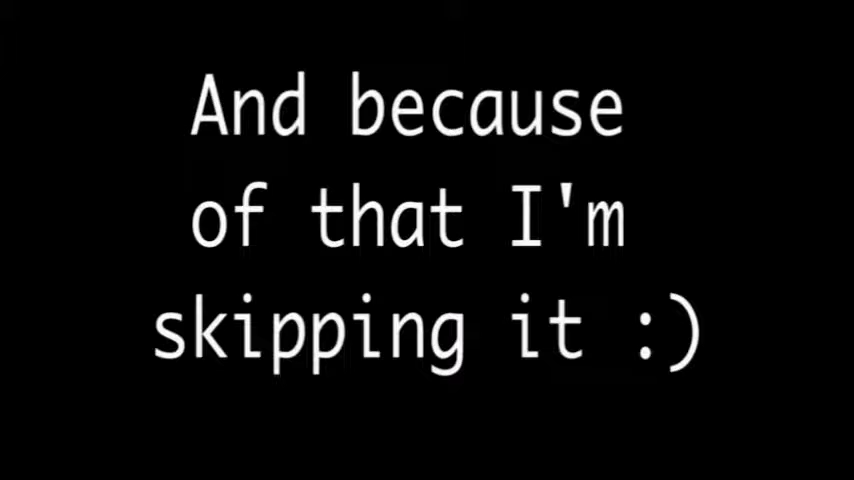 And because
of that I'm
skipping it :)